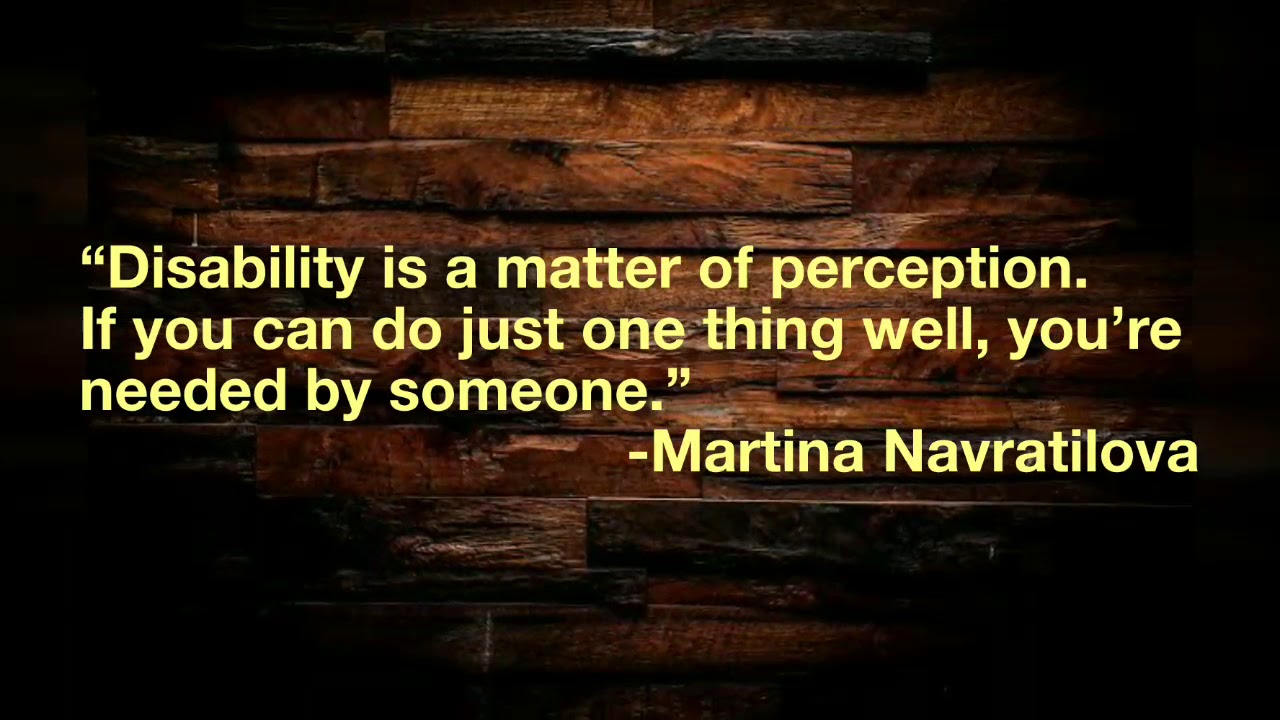 “Disability is a matter of perception.
If you can do just one thing well, you’re
needed by someone.”
-Martina Navratilova